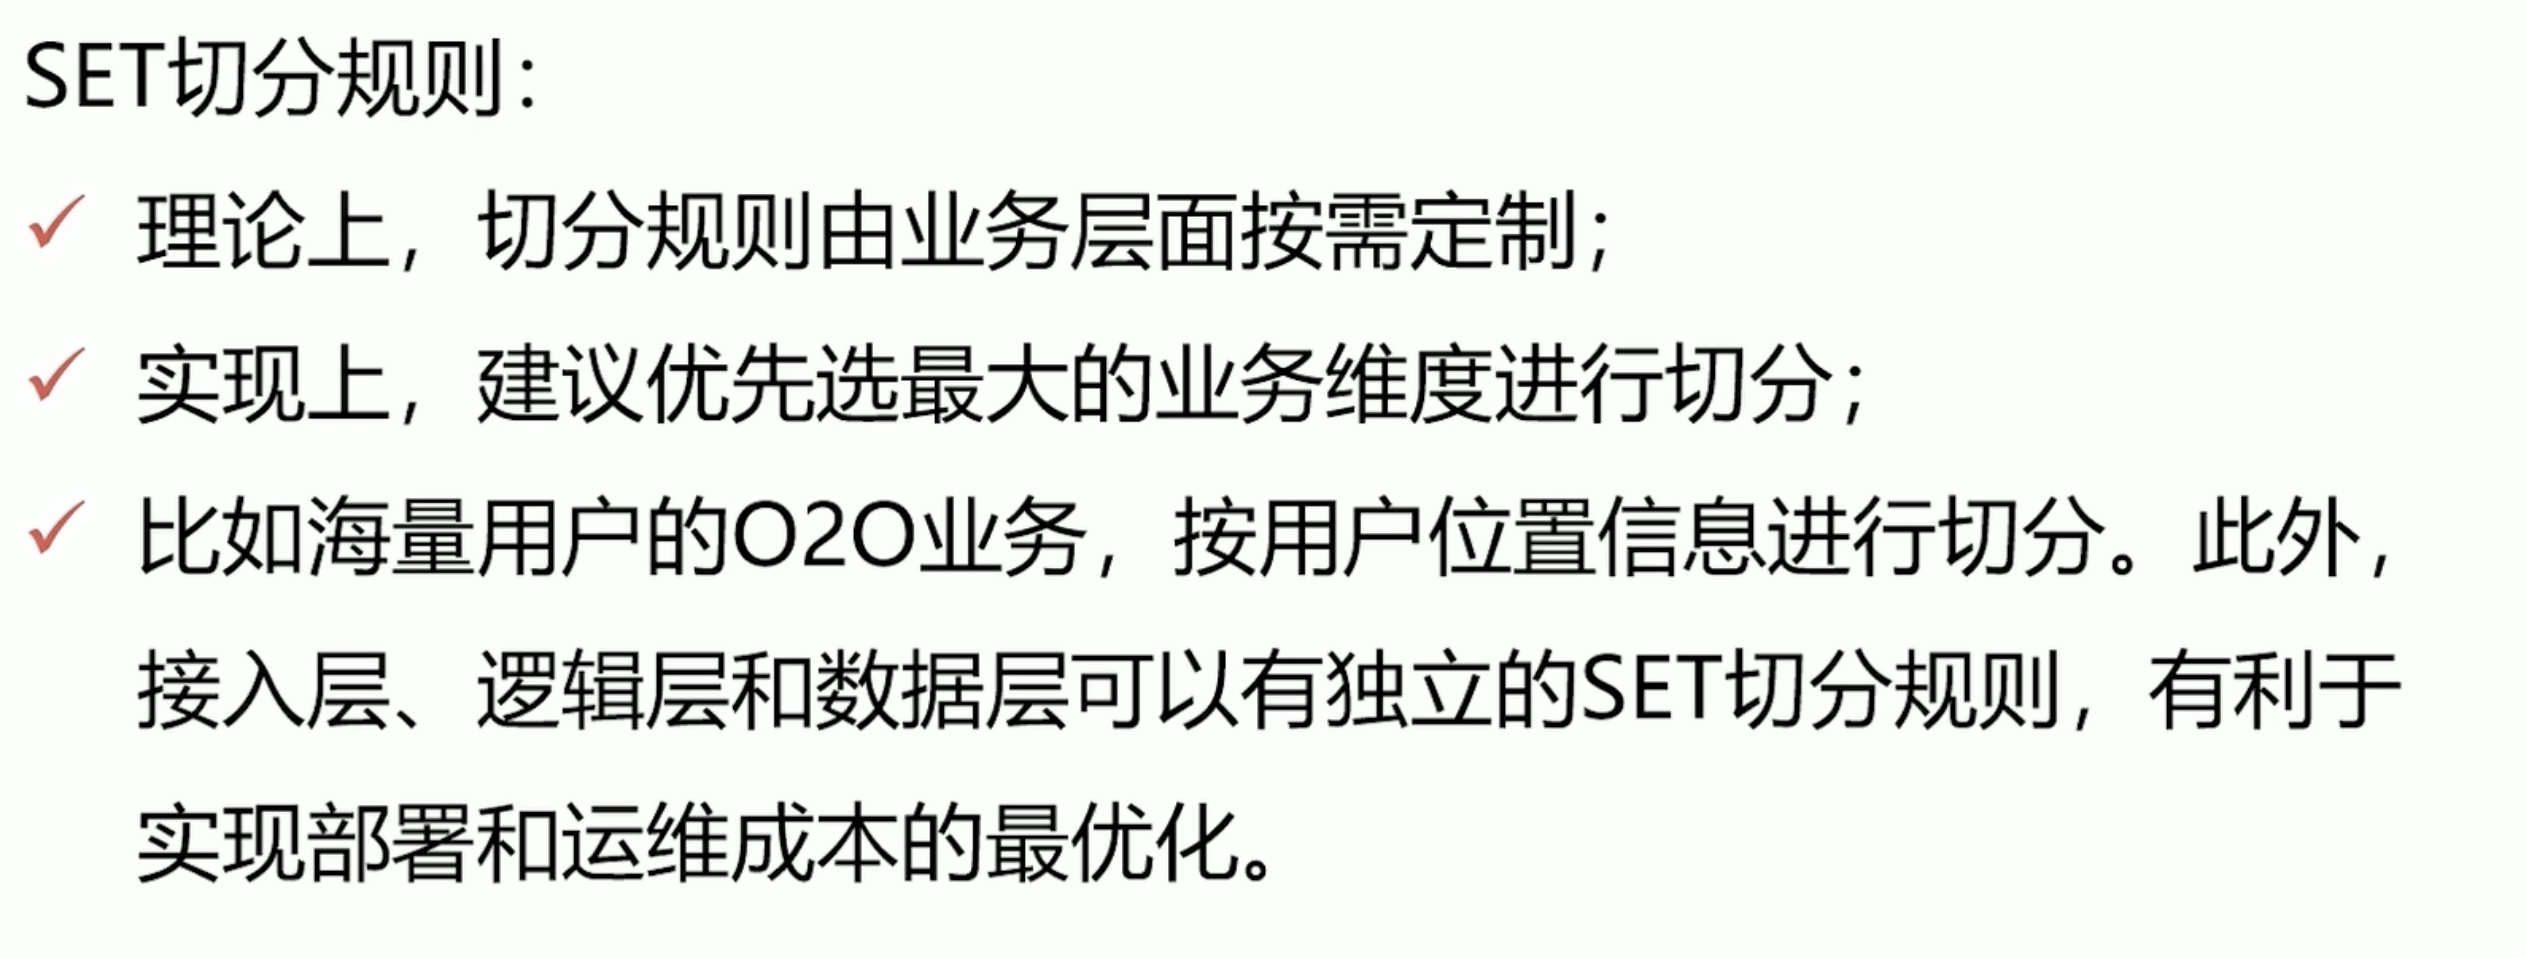 SET切分规则：
✓ 理论上，切分规则由业务层面按需定制；
✓ 实现上，建议优先选最大的业务维度进行切分；
✓ 比如海量用户的O2O业务，按用户位置信息进行切分。此外，
接入层、逻辑层和数据层可以有独立的SET切分规则，有利于
实现部署和运维成本的最优化。